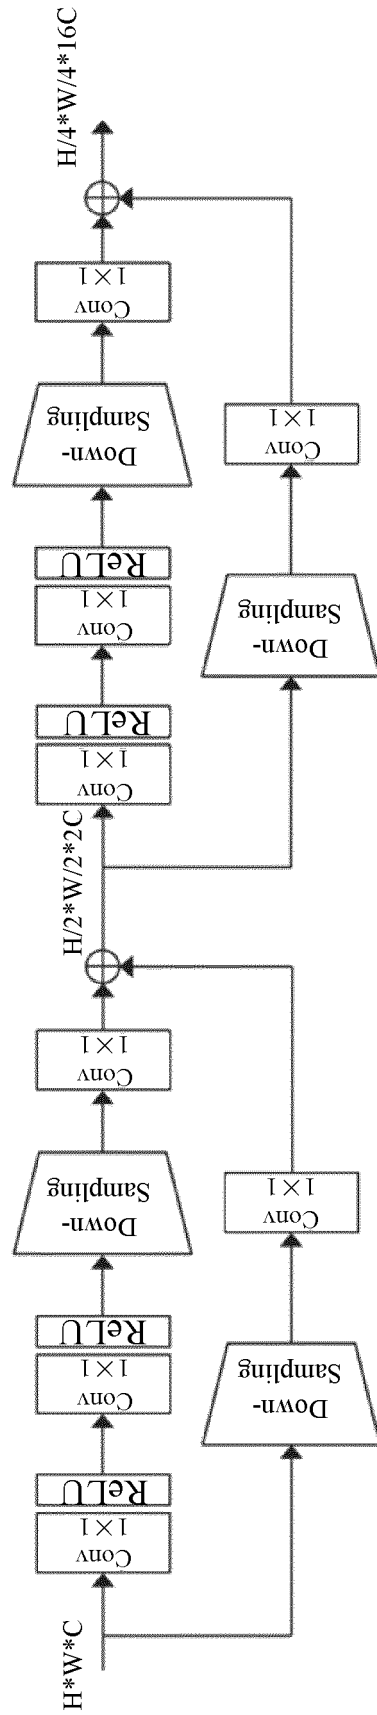 H*W*C
Conv
1×1
ReLU
Conv
1×1
ReLU
Down-
Sampling
Conv
1×1
Down-
Sampling
Conv
1×1
H/2*W/2*2C
Conv
1×1
ReLU
Conv
1×1
ReLU
Down-
Sampling
Conv
1×1
Down-
Sampling
Conv
1×1
H/4*W/4*16C